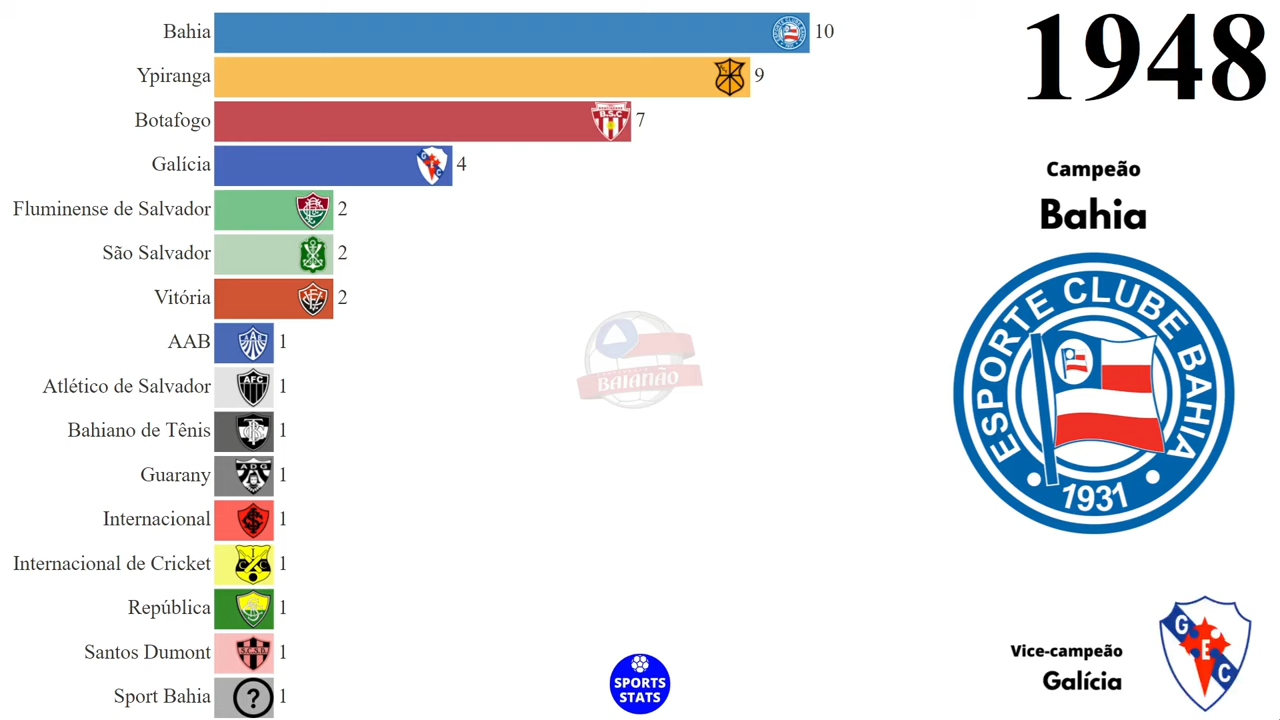 1948
Bahia 10
Ypiranga 9
Botafogo 7
Galícia 4
Fluminense de Salvador 2
São Salvador 2
Vitória 2
AAB 1
Atlético de Salvador 1
Bahiano de Tênis 1
Guarany 1
Internacional 1
Internacional de Cricket 1
República 1
Santos Dumont 1
Sport Bahia 1
?
B.S.C
AFC
ADG
BAIANÃO
SPORTS
STATS
Campeão
Bahia
ESPORTE CLUBE BAHIA
1931
Vice-campeão
Galícia
G E C